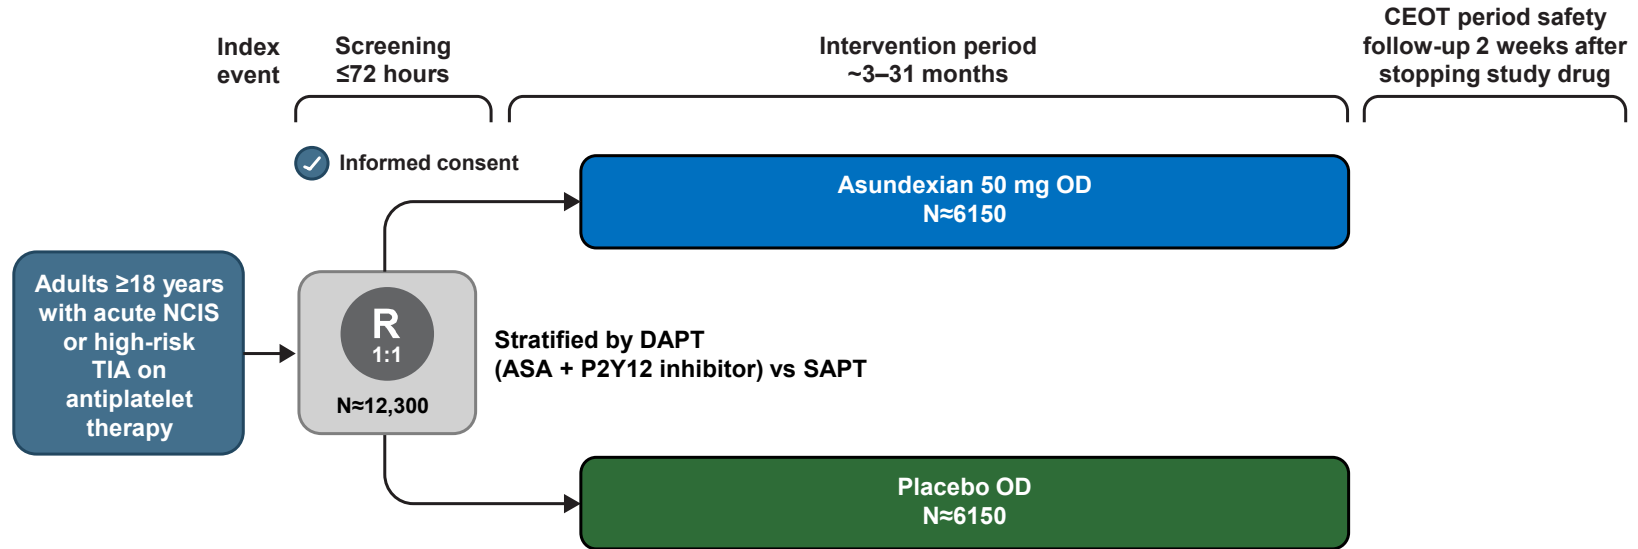 Index
event
Screening
≤72 hours
Intervention period
~3–31 months
CEOT period safety
follow-up 2 weeks after
stopping study drug
Informed consent
Asundexian 50 mg OD
N≈6150
Adults ≥18 years
with acute NCIS
or high-risk
TIA on
antiplatelet
therapy
R
1:1
N≈12,300
Stratified by DAPT
(ASA + P2Y12 inhibitor) vs SAPT
Placebo OD
N≈6150